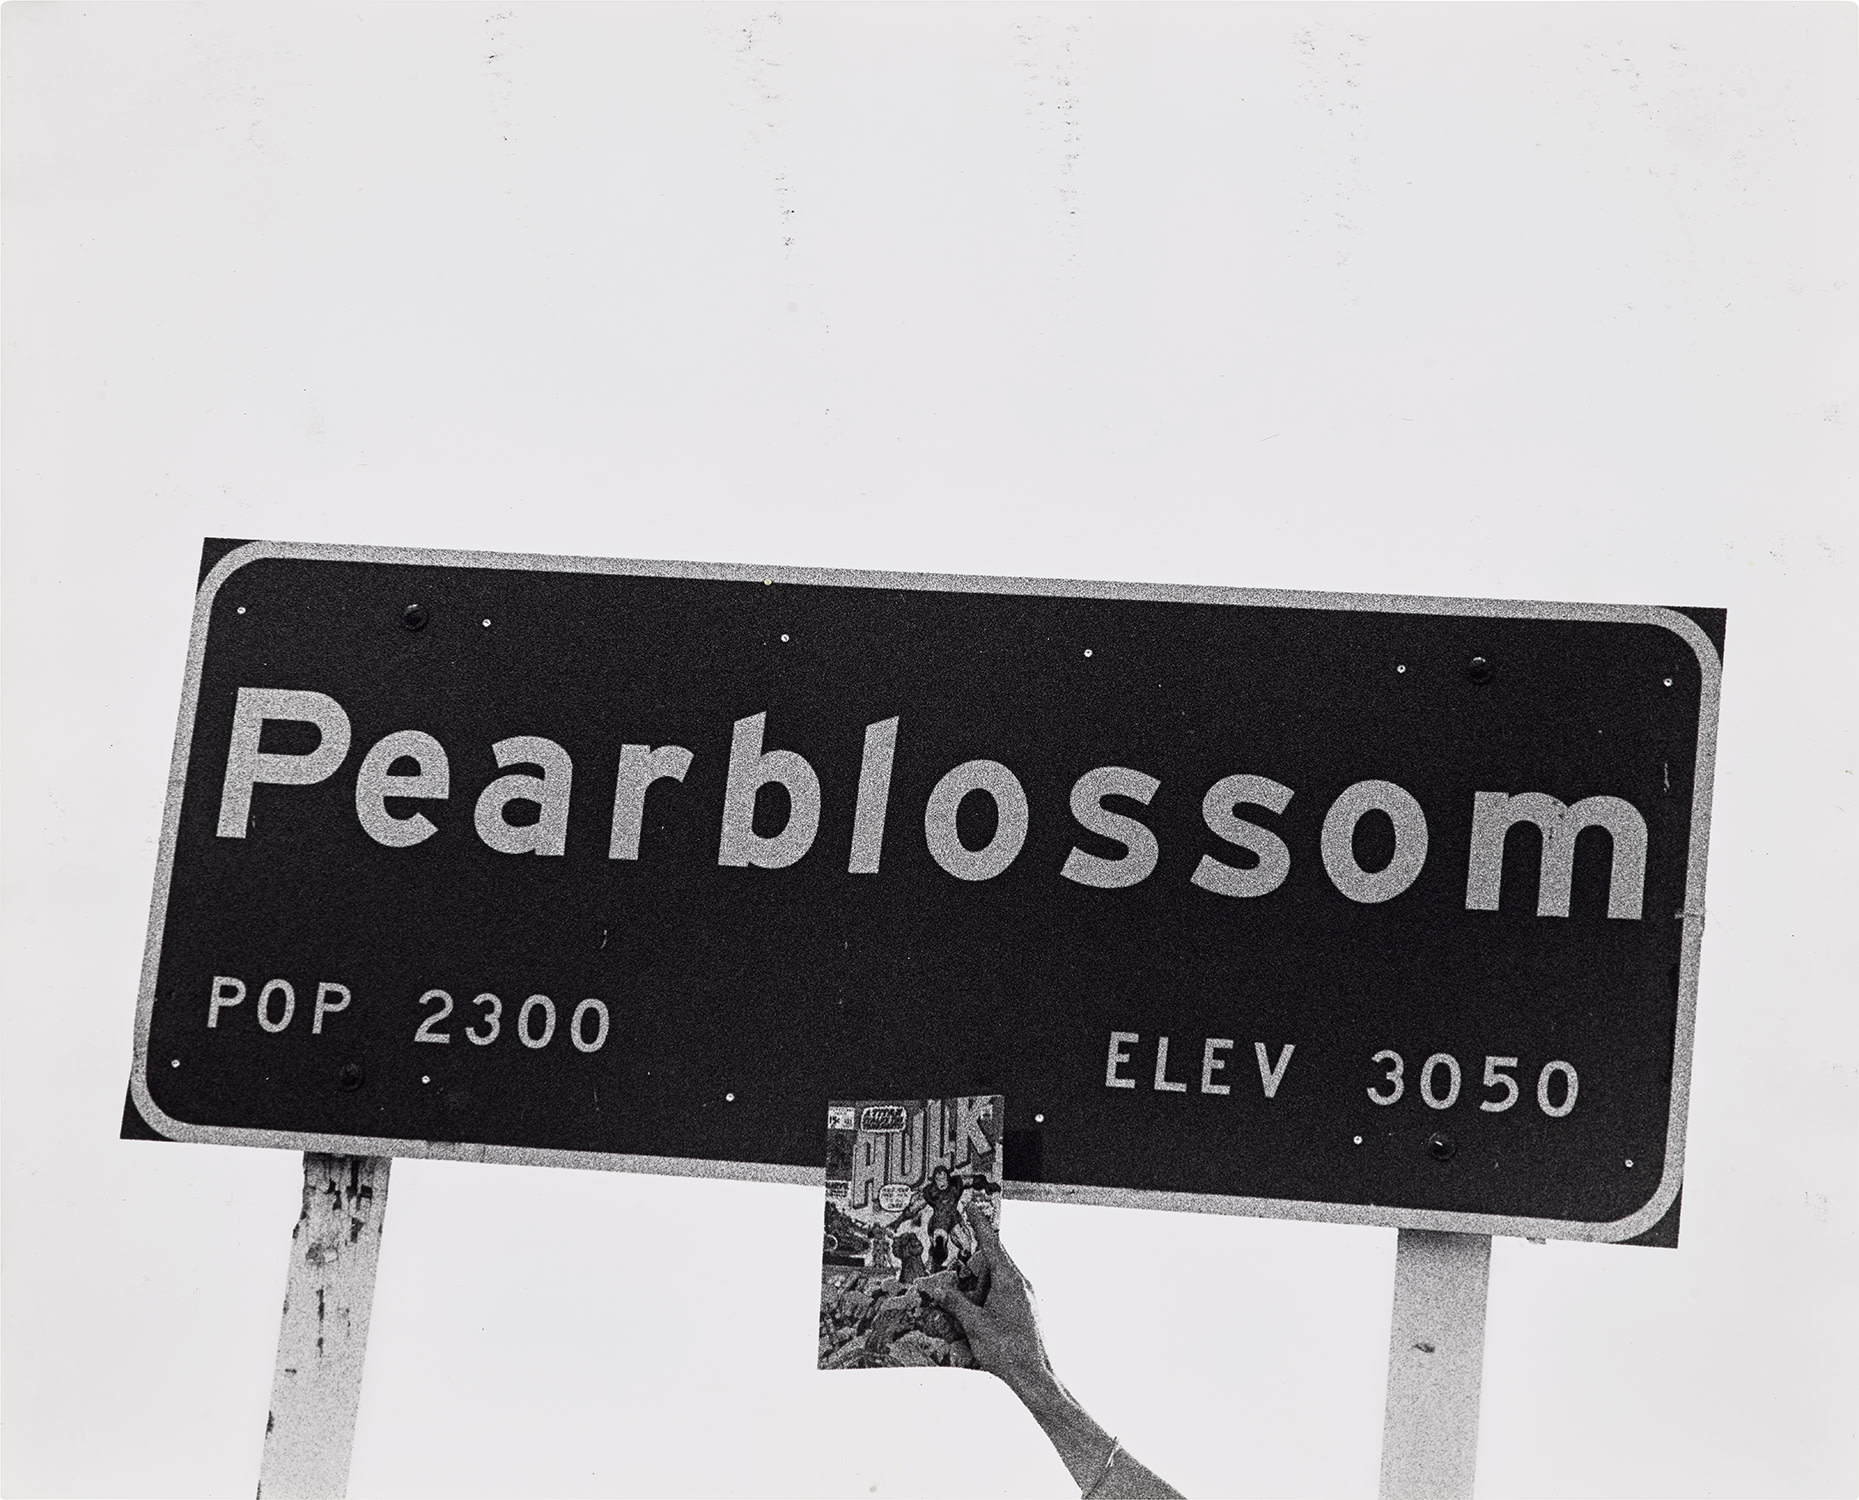 Pearblossom
POP 2300
ELEV 3050
HULK